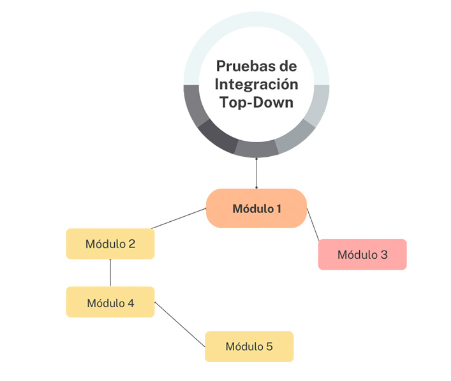 Pruebas de
Integración
Top-Down
Módulo 1
Módulo 2
Módulo 3
Módulo 4
Módulo 5